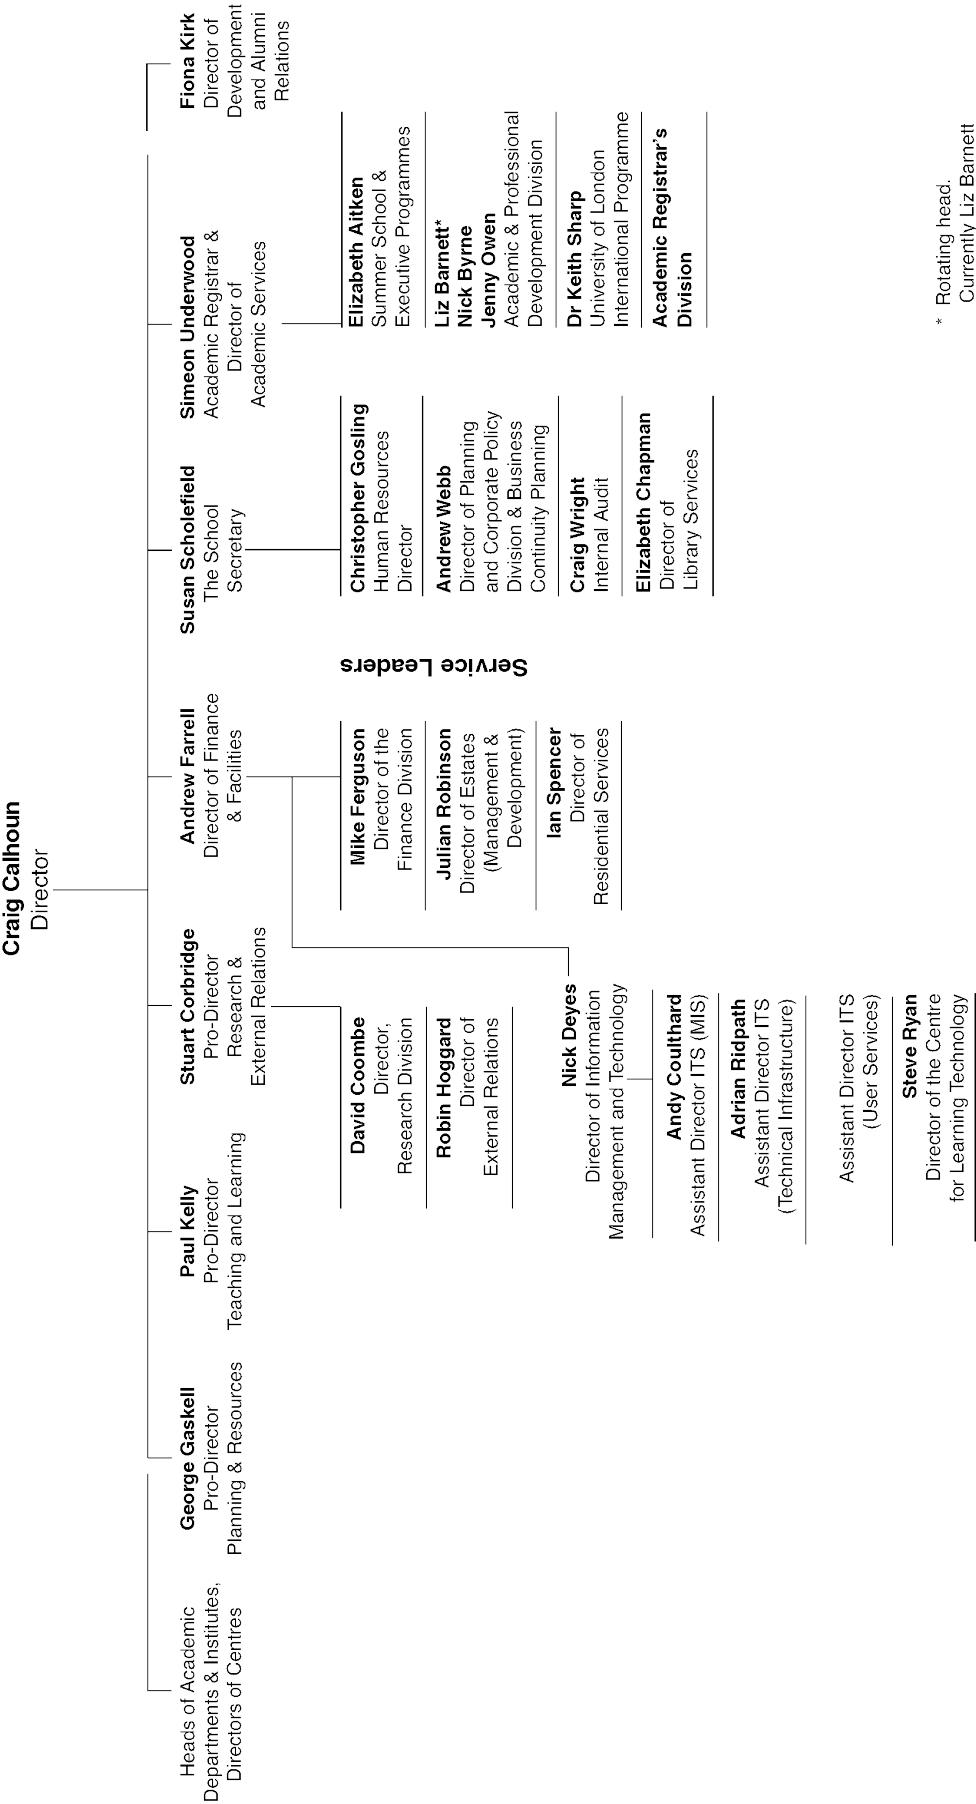 Craig Calhoun
Director
Heads of Academic
Departments & Institutes,
Directors of Centres
George Gaskell
Pro-Director
Planning & Resources
Paul Kelly
Pro-Director
Teaching and Learning
Stuart Corbridge
Pro-Director
Research &
External Relations
Andrew Farrell
Director of Finance
& Facilities
Susan Scholefield
The School
Secretary
Simeon Underwood
Academic Registrar &
Director of
Academic Services
Fiona Kirk
Director of
Development
and Alumni
Relations
David Coombe
Director,
Research Division
Robin Hoggard
Director of
External Relations
Mike Ferguson
Director of the
Finance Division
Julian Robinson
Director of Estates
(Management &
Development)
Ian Spencer
Director of
Residential Services
Nick Deyes
Director of Information
Management and Technology
Andy Coulthard
Assistant Director ITS (MIS)
Adrian Ridpath
Assistant Director ITS
(Technical Infrastructure)
Assistant Director ITS
(User Services)
Steve Ryan
Director of the Centre
for Learning Technology
Service Leaders
Christopher Gosling
Human Resources
Director
Andrew Webb
Director of Planning
and Corporate Policy
Division & Business
Continuity Planning
Craig Wright
Internal Audit
Elizabeth Chapman
Director of
Library Services
Elizabeth Aitken
Summer School &
Executive Programmes
Liz Barnett*
Nick Byrne
Jenny Owen
Academic & Professional
Development Division
Dr Keith Sharp
University of London
International Programme
Academic Registrar's
Division
* Rotating head.
Currently Liz Barnett